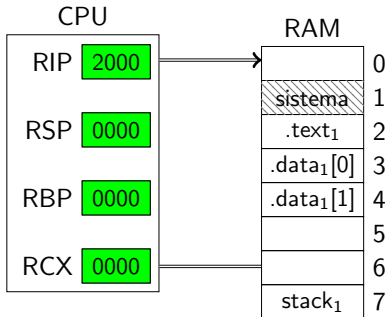 CPU
RIP 2000
RSP 0000
RBP 0000
RCX 0000
RAM
0
sistema 1
.text₁ 2
.data₁[0] 3
.data₁[1] 4
5
6
stack₁ 7